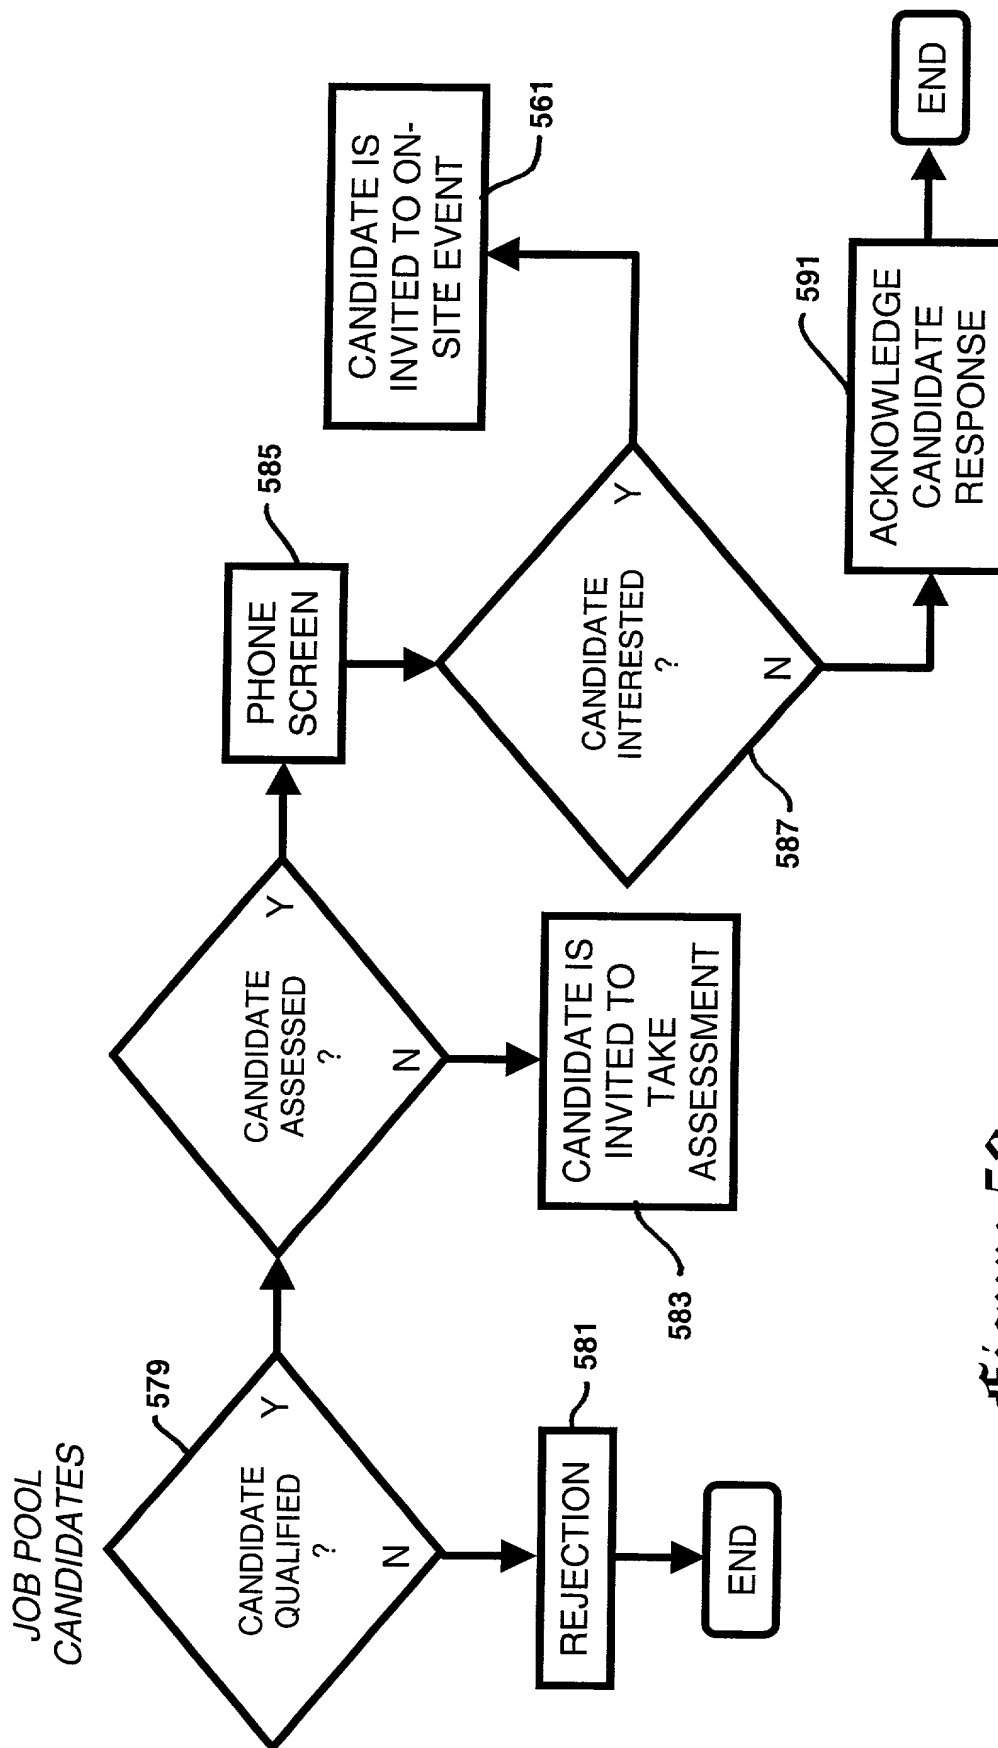 JOB POOL
CANDIDATES
579
CANDIDATE
QUALIFIED
?
Y
N
581
REJECTION
END
CANDIDATE
ASSESSED
?
Y
N
583
CANDIDATE IS
INVITED TO
TAKE
ASSESSMENT
585
PHONE
SCREEN
CANDIDATE
INTERESTED
?
Y
N
587
561
CANDIDATE IS
INVITED TO ON-
SITE EVENT
591
ACKNOWLEDGE
CANDIDATE
RESPONSE
END